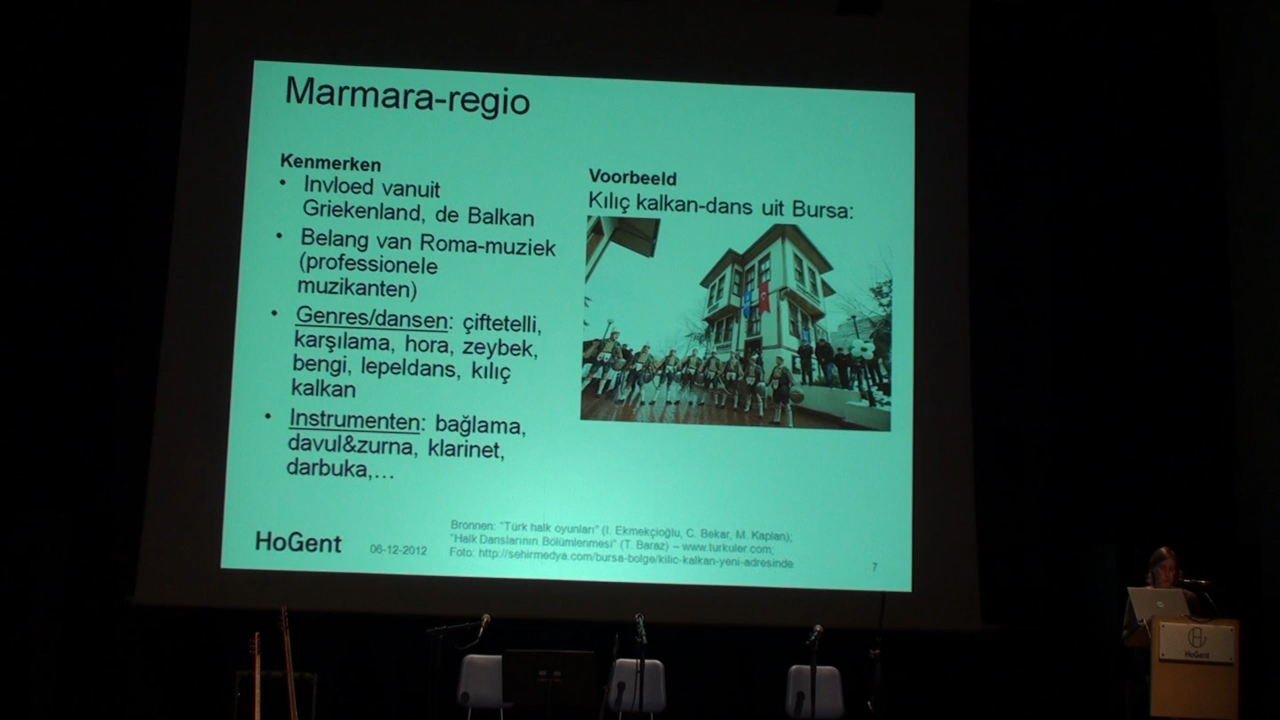 Marmara-regio
Kenmerken
• Invloed vanuit
Griekenland, de Balkan
• Belang van Roma-muziek
(professionele
muzikanten)
• Genres/dansen: çiftetelli,
karşılama, hora, zeybek,
bengi, lepeldans, kılıç
kalkan
• Instrumenten: bağlama,
davul&zurna, klarinet,
darbuka,…
Voorbeeld
Kılıç kalkan-dans uit Bursa:
HoGent
06-12-2012
Bronnen: "Türk halk oyunları" (I. Ekmekçioğlu, C. Bekar, M. Kaplan);
"Halk Danslarının Bölümlenmesi" (T. Baraz) – www.turkuler.com;
Foto: http://sehirmedya.com/bursa-bolge/kilic-kalkan-yeni-adresinde
7
HoGent